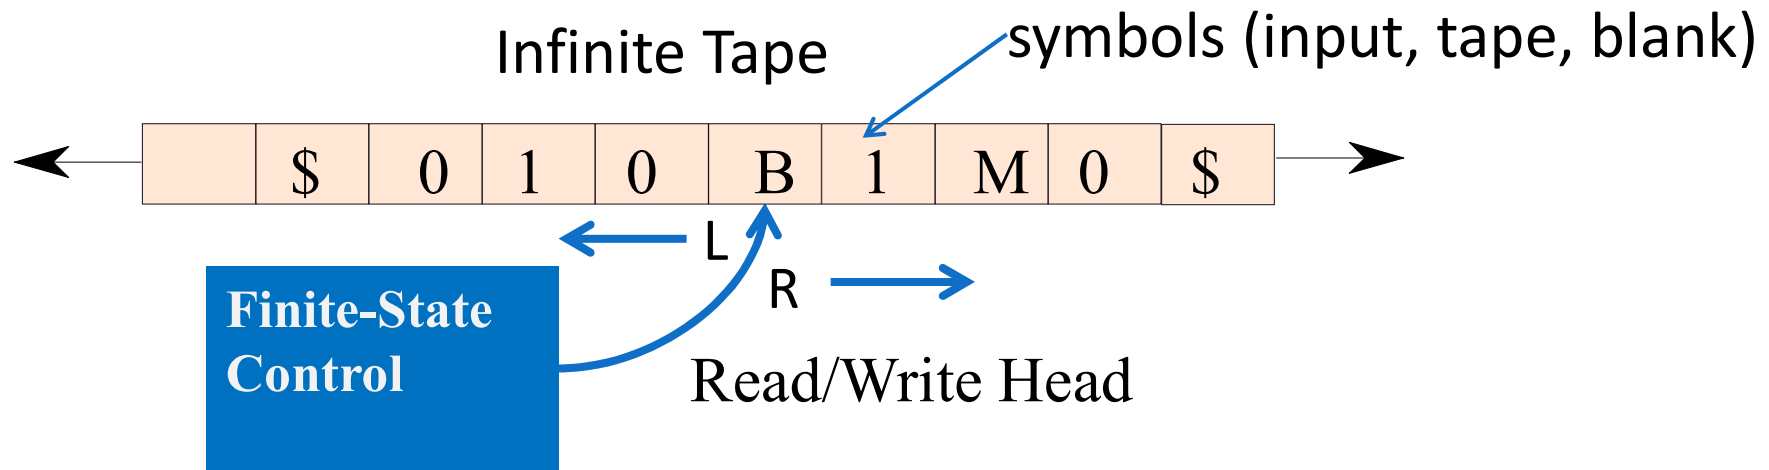 Infinite Tape
symbols (input, tape, blank)
$ 0 1 0 B 1 M 0 $
L
R
Finite-State
Control
Read/Write Head